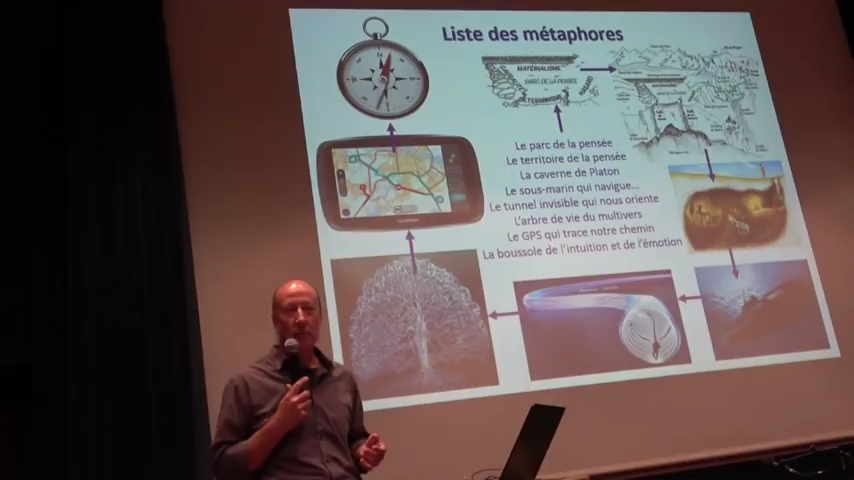 Liste des métaphores
MATÉRIALISME
PARC DE LA PENSÉE
HASARD
DÉTERMINISME
Le parc de la pensée
Le territoire de la pensée
La caverne de Platon
Le sous-marin qui navigue...
Le tunnel invisible qui nous oriente
L'arbre de vie du multivers
Le GPS qui trace notre chemin
La boussole de l'intuition et de l'émotion